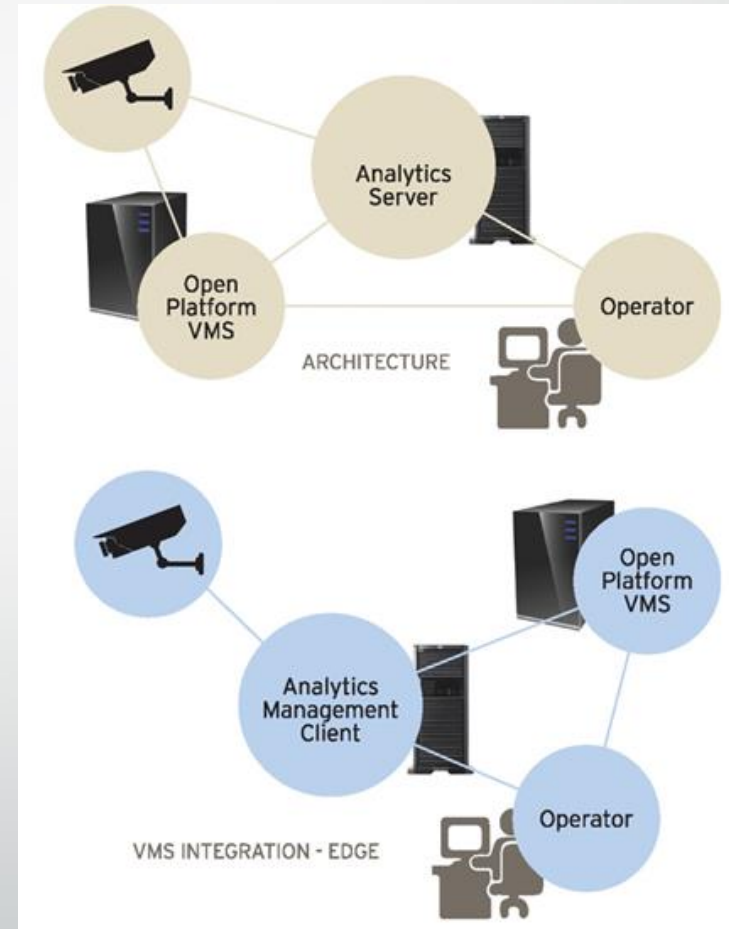 Analytics
Server
Open
Platform
VMS
Operator
ARCHITECTURE
Open
Platform
VMS
Analytics
Management
Client
Operator
VMS INTEGRATION - EDGE